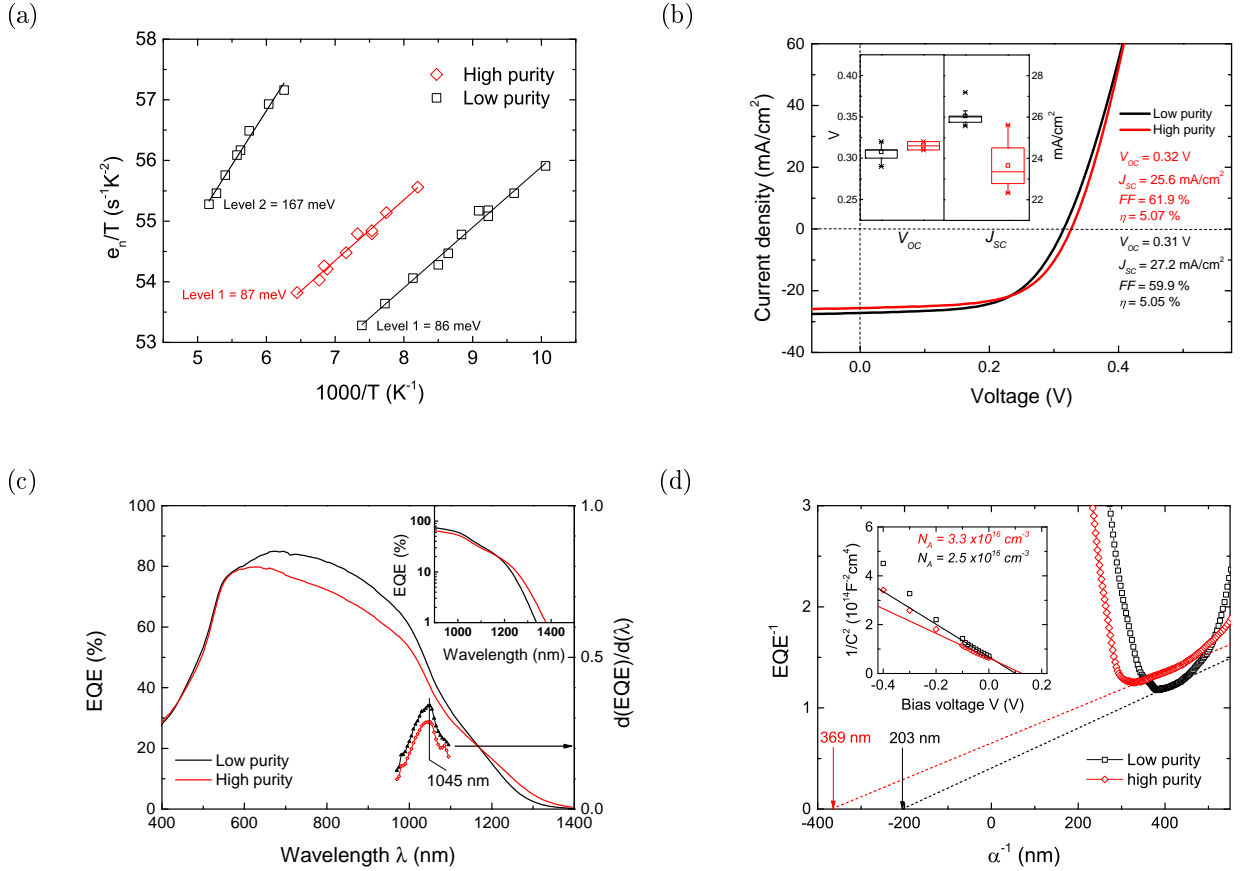 (a)
58
57
56
55
54
53
5
6
7
8
9
10
e_n/T (s^-1K^-2)
1000/T (K^-1)
High purity
Low purity
Level 2 = 167 meV
Level 1 = 87 meV
Level 1 = 86 meV
(b)
60
40
20
0
-20
-40
0.0
0.2
0.4
Current density (mA/cm^2)
Voltage (V)
0.40
0.35
0.30
0.25
V
28
26
24
22
mA/cm^2
V_OC
J_SC
Low purity
High purity
V_OC = 0.32 V
J_SC = 25.6 mA/cm^2
FF = 61.9 %
η = 5.07 %
V_OC = 0.31 V
J_SC = 27.2 mA/cm^2
FF = 59.9 %
η = 5.05 %
(c)
100
80
60
40
20
0
400
600
800
1000
1200
1400
EQE (%)
Wavelength λ (nm)
1.0
0.5
0.0
d(EQE)/d(λ)
100
10
1
1000
1200
1400
EQE (%)
Wavelength (nm)
Low purity
High purity
1045 nm
(d)
3
2
1
0
-400
-200
0
200
400
EQE^-1
α^-1 (nm)
6
4
2
0
-0.4
-0.2
0.0
0.2
1/C^2 (10^14F^-2cm^4)
Bias voltage V (V)
N_A = 3.3 x10^16 cm^-3
N_A = 2.5 x10^16 cm^-3
369 nm
203 nm
Low purity
high purity